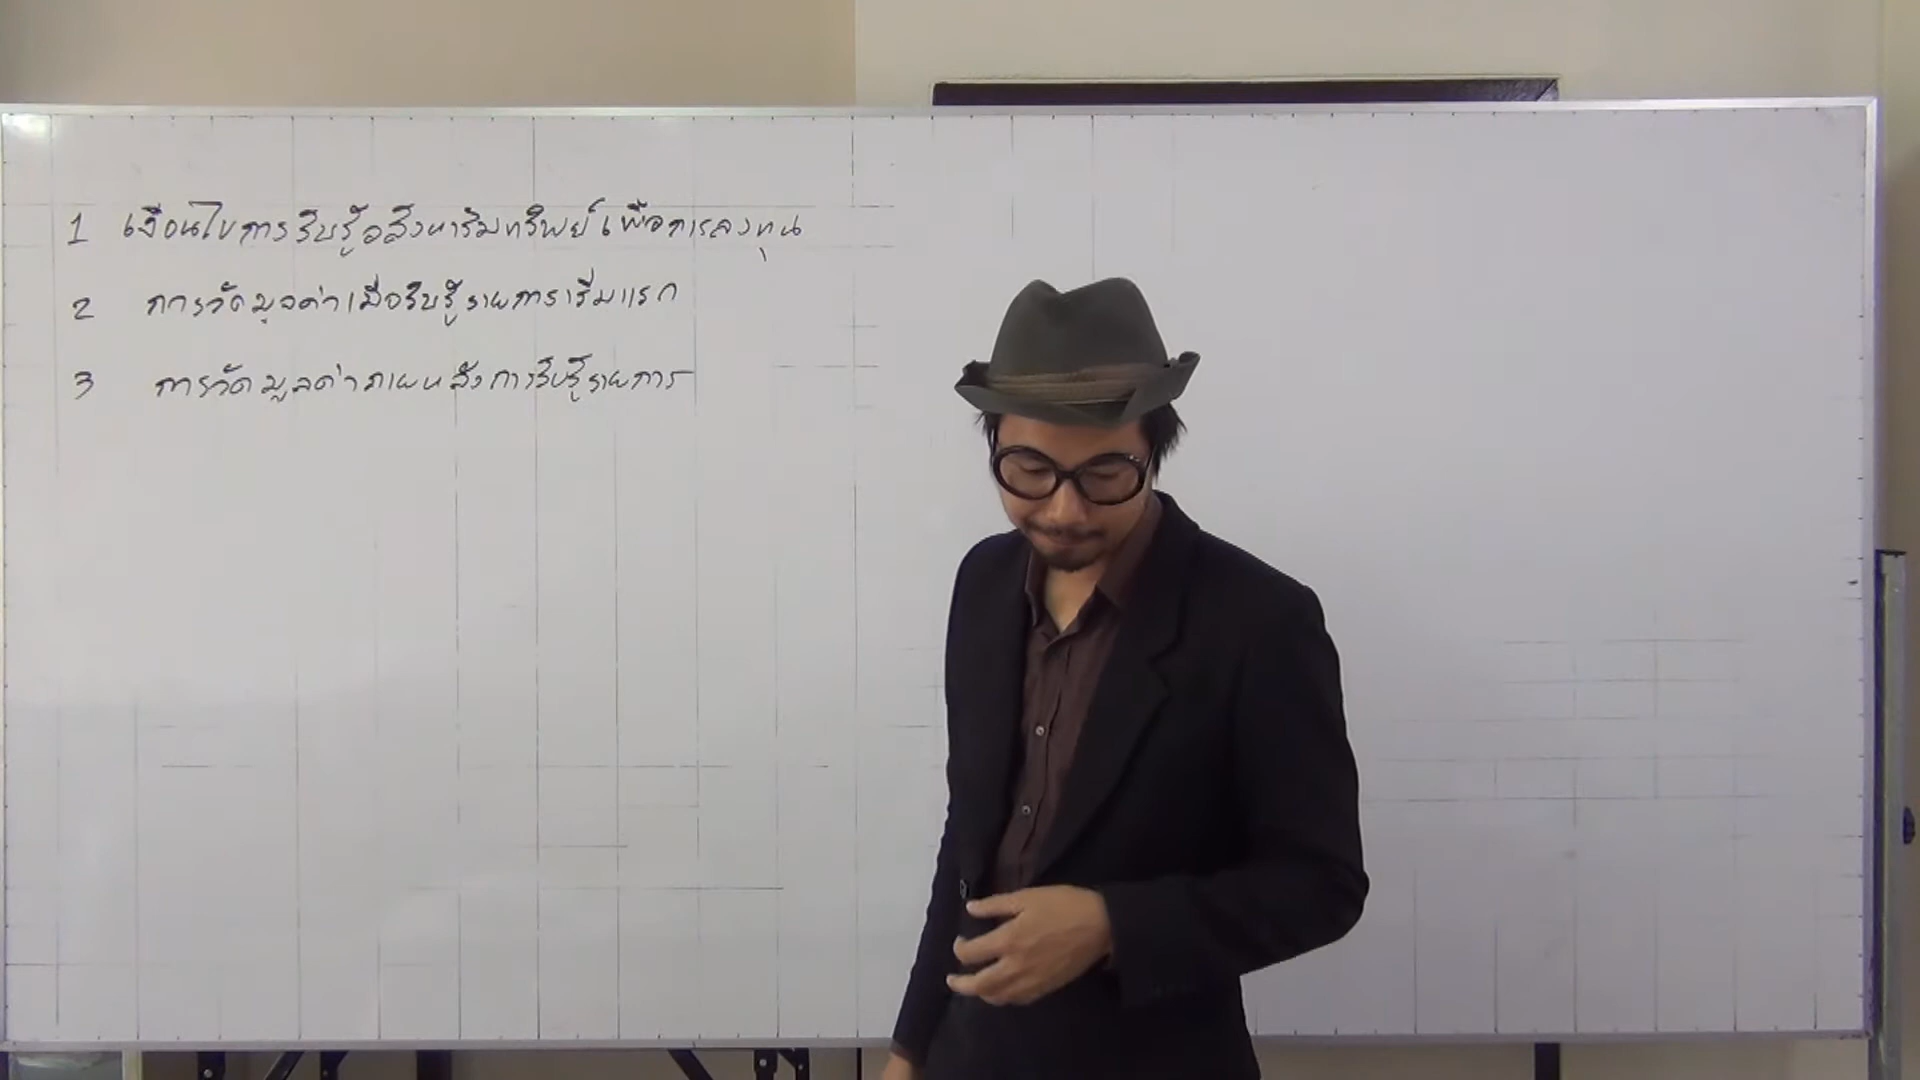 1 เงื่อนไขการรับรู้อสังหาริมทรัพย์เพื่อการลงทุน
2 การวัดมูลค่าเมื่อรับรู้รายการเริ่มแรก
3 การวัดมูลค่าภายหลังการรับรู้รายการ